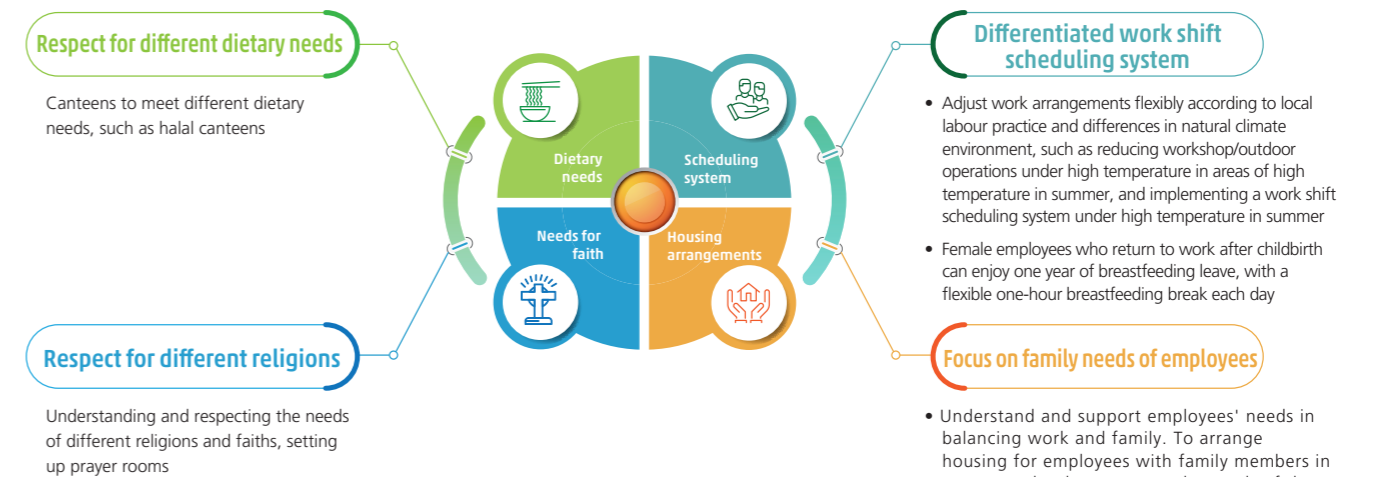 Respect for different dietary needs
Canteens to meet different dietary
needs, such as halal canteens
Dietary
needs
Scheduling
system
Needs for
faith
Housing
arrangements
Differentiated work shift
scheduling system
• Adjust work arrangements flexibly according to local
labour practice and differences in natural climate
environment, such as reducing workshop/outdoor
operations under high temperature in areas of high
temperature in summer, and implementing a work shift
scheduling system under high temperature in summer
• Female employees who return to work after childbirth
can enjoy one year of breastfeeding leave, with a
flexible one-hour breastfeeding break each day
Respect for different religions
Understanding and respecting the needs
of different religions and faiths, setting
up prayer rooms
Focus on family needs of employees
• Understand and support employees' needs in
balancing work and family. To arrange
housing for employees with family members in